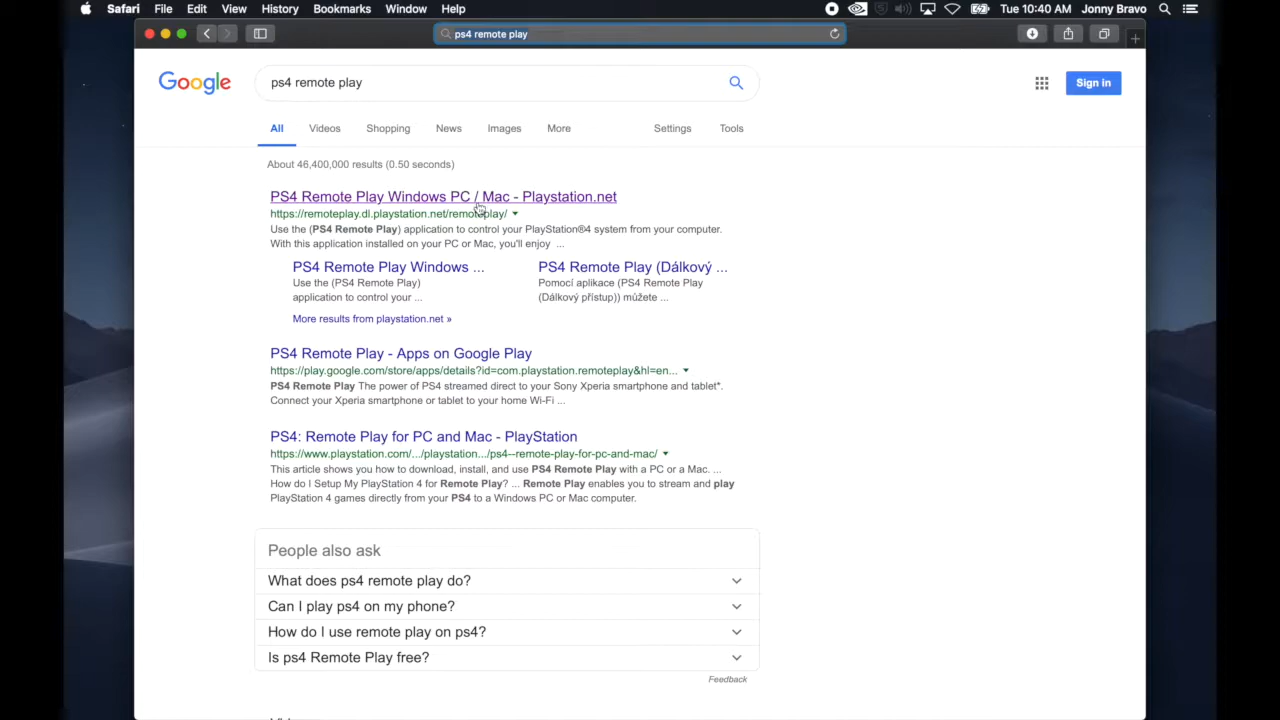 Safari File Edit View History Bookmarks Window Help Tue 10:40 AM Jonny Bravo
ps4 remote play
Google ps4 remote play Sign in
All Videos Shopping News Images More Settings Tools
About 46,400,000 results (0.50 seconds)
PS4 Remote Play Windows PC / Mac - Playstation.net
https://remoteplay.dl.playstation.net/remoteplay/
Use the (PS4 Remote Play) application to control your PlayStation®4 system from your computer.
With this application installed on your PC or Mac, you'll enjoy ...
PS4 Remote Play Windows ... PS4 Remote Play (Dálkový ...
Use the (PS4 Remote Play) Pomocí aplikace (PS4 Remote Play
application to control your ... (Dálkový přístup)) můžete ...
More results from playstation.net »
PS4 Remote Play - Apps on Google Play
https://play.google.com/store/apps/details?id=com.playstation.remoteplay&hl=en...
PS4 Remote Play The power of PS4 streamed direct to your Sony Xperia smartphone and tablet*.
Connect your Xperia smartphone or tablet to your home Wi-Fi ...
PS4: Remote Play for PC and Mac - PlayStation
https://www.playstation.com/.../playstation.../ps4--remote-play-for-pc-and-mac/
This article shows you how to download, install, and use PS4 Remote Play with a PC or a Mac. ...
How do I Setup My PlayStation 4 for Remote Play? ... Remote Play enables you to stream and play
PlayStation 4 games directly from your PS4 to a Windows PC or Mac computer.
People also ask
What does ps4 remote play do?
Can I play ps4 on my phone?
How do I use remote play on ps4?
Is ps4 Remote Play free?
Feedback